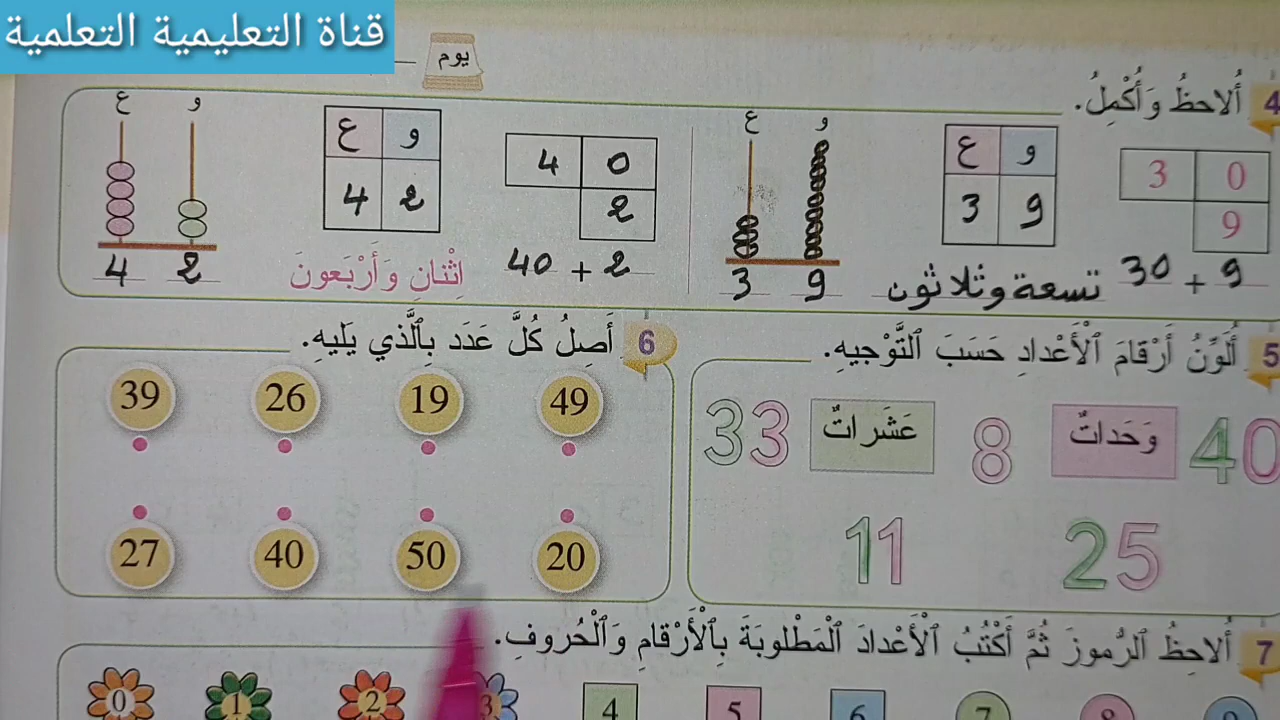 قناة التعليمية التعلمية
يوم
4 أُلاحظُ وَأُكْمِلُ.
3 0
9
و ع
3 9
30 + 9
تسعة وثلاثون
و ع
3 9
4 0
2
40 + 2
و ع
4 2
اِثْنانِ وَأَرْبَعونَ
و ع
4 2
5 أُلَوِّنُ أَرْقامَ ٱلْأَعْدادِ حَسَبَ ٱلتَّوْجيهِ.
40 وَحَداتٌ 8 عَشَراتٌ 33
25 11
6 أَصِلُ كُلَّ عَدَد بِٱلَّذي يَليهِ.
39 26 19 49
27 40 50 20
7 أُلاحِظُ ٱلرُّموزَ ثُمَّ أَكْتُبُ ٱلْأَعْدادَ ٱلْمَطْلوبَةَ بِٱلْأَرْقامِ وَٱلْحُروفِ.
0 1 2 3 4 5 6 7 8 9